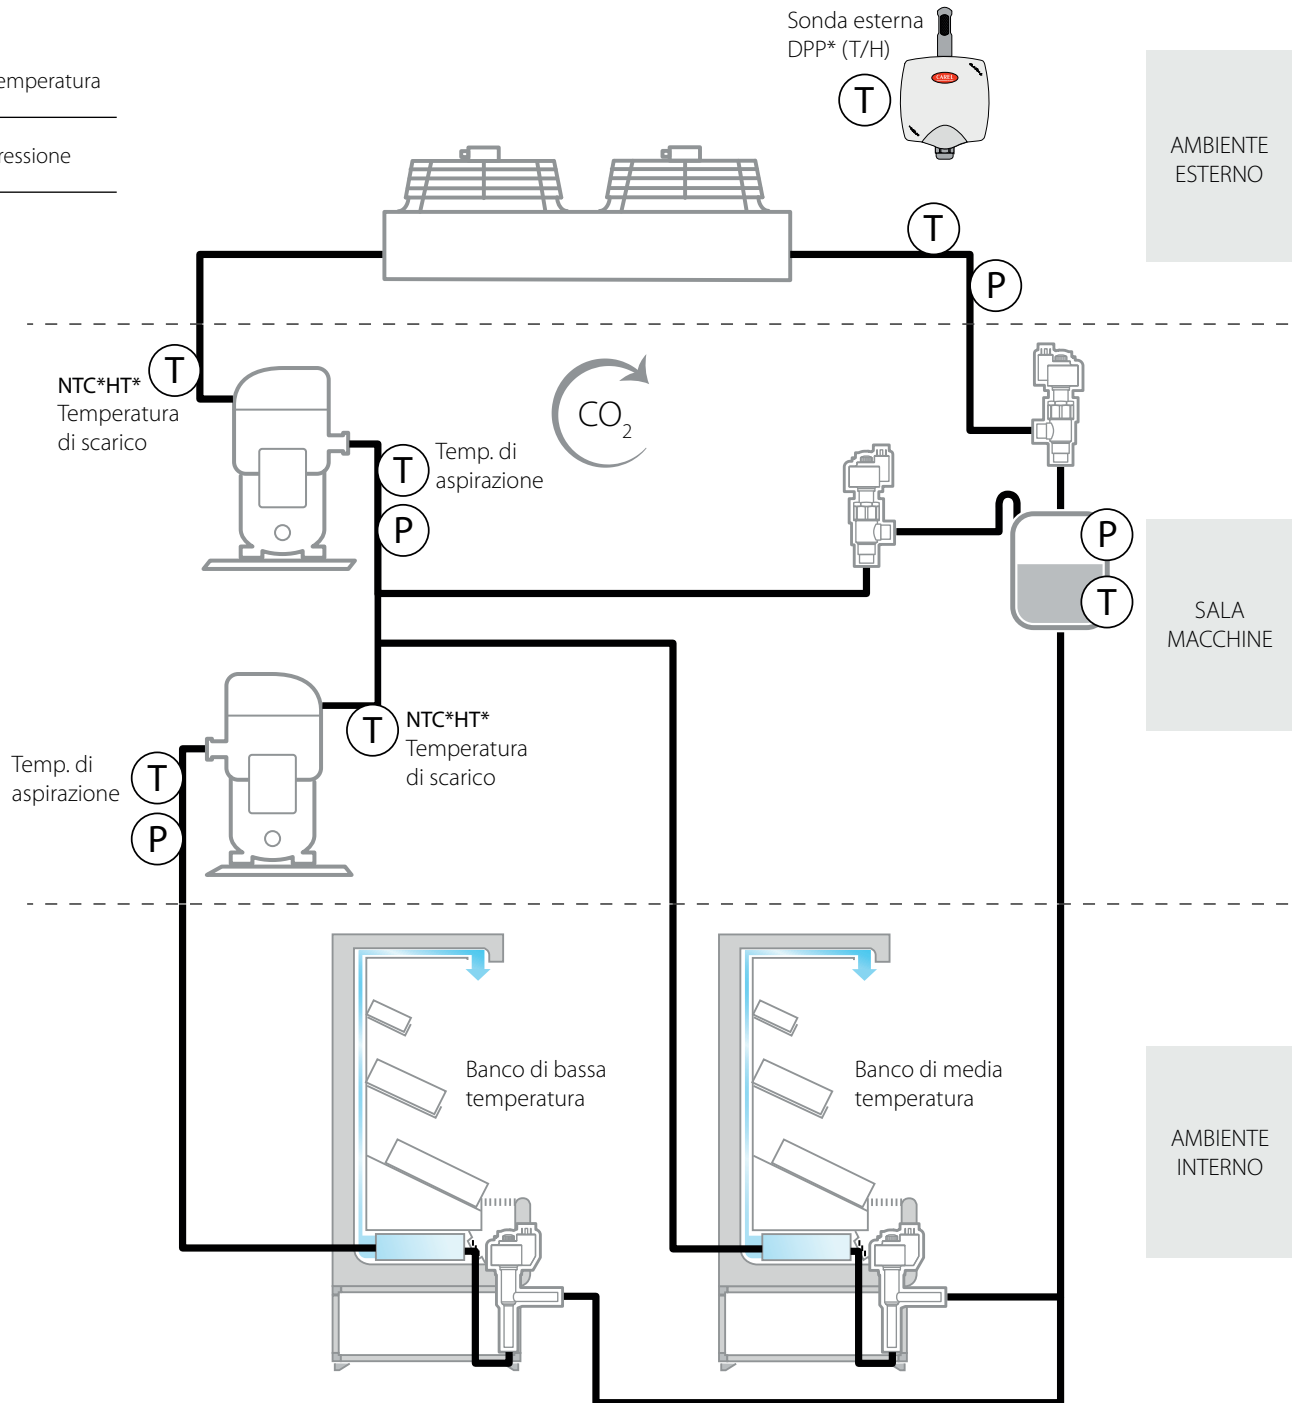 Sonda esterna
DPP* (T/H)
CAREL
T
emperatura
ressione
AMBIENTE
ESTERNO
T
P
T
NTC*HT*
Temperatura
di scarico
CO2
T
Temp. di
aspirazione
P
P
T
SALA
MACCHINE
T
NTC*HT*
Temperatura
di scarico
Temp. di
aspirazione
T
P
Banco di bassa
temperatura
Banco di media
temperatura
AMBIENTE
INTERNO